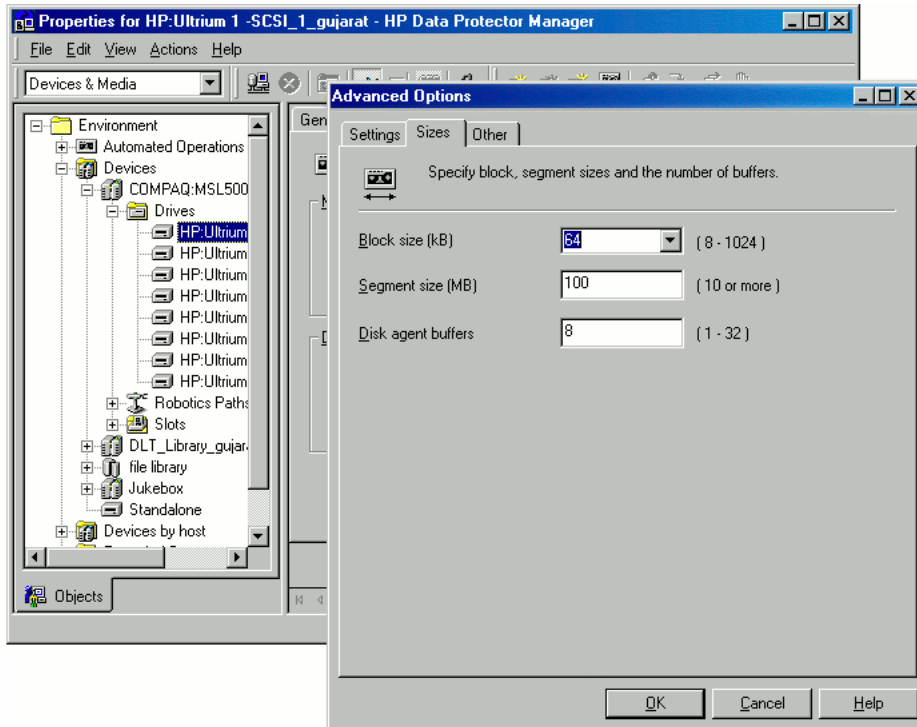 Properties for HP:Ultrium 1 -SCSI_1_gujarat - HP Data Protector Manager
File Edit View Actions Help
Devices & Media
Environment
Automated Operations
Devices
COMPAQ:MSL500
Drives
HP:Ultrium
HP:Ultrium
HP:Ultrium
HP:Ultrium
HP:Ultrium
HP:Ultrium
HP:Ultrium
HP:Ultrium
Robotics Paths
Slots
DLT_Library_gujar
file library
Jukebox
Standalone
Devices by host
Objects
Gen
Advanced Options
Settings Sizes Other
Specify block, segment sizes and the number of buffers.
Block size (kB) 64 ( 8 - 1024 )
Segment size (MB) 100 ( 10 or more )
Disk agent buffers 8 ( 1 - 32 )
OK Cancel Help